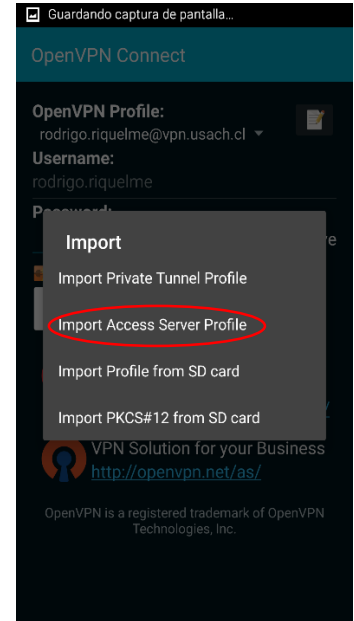 Guardando captura de pantalla...
OpenVPN Connect
OpenVPN Profile:
rodrigo.riquelme@vpn.usach.cl
Username:
rodrigo.riquelme
Import
Import Private Tunnel Profile
Import Access Server Profile
Import Profile from SD card
Import PKCS#12 from SD card
VPN Solution for your Business
http://openvpn.net/as/
OpenVPN is a registered trademark of OpenVPN
Technologies, Inc.